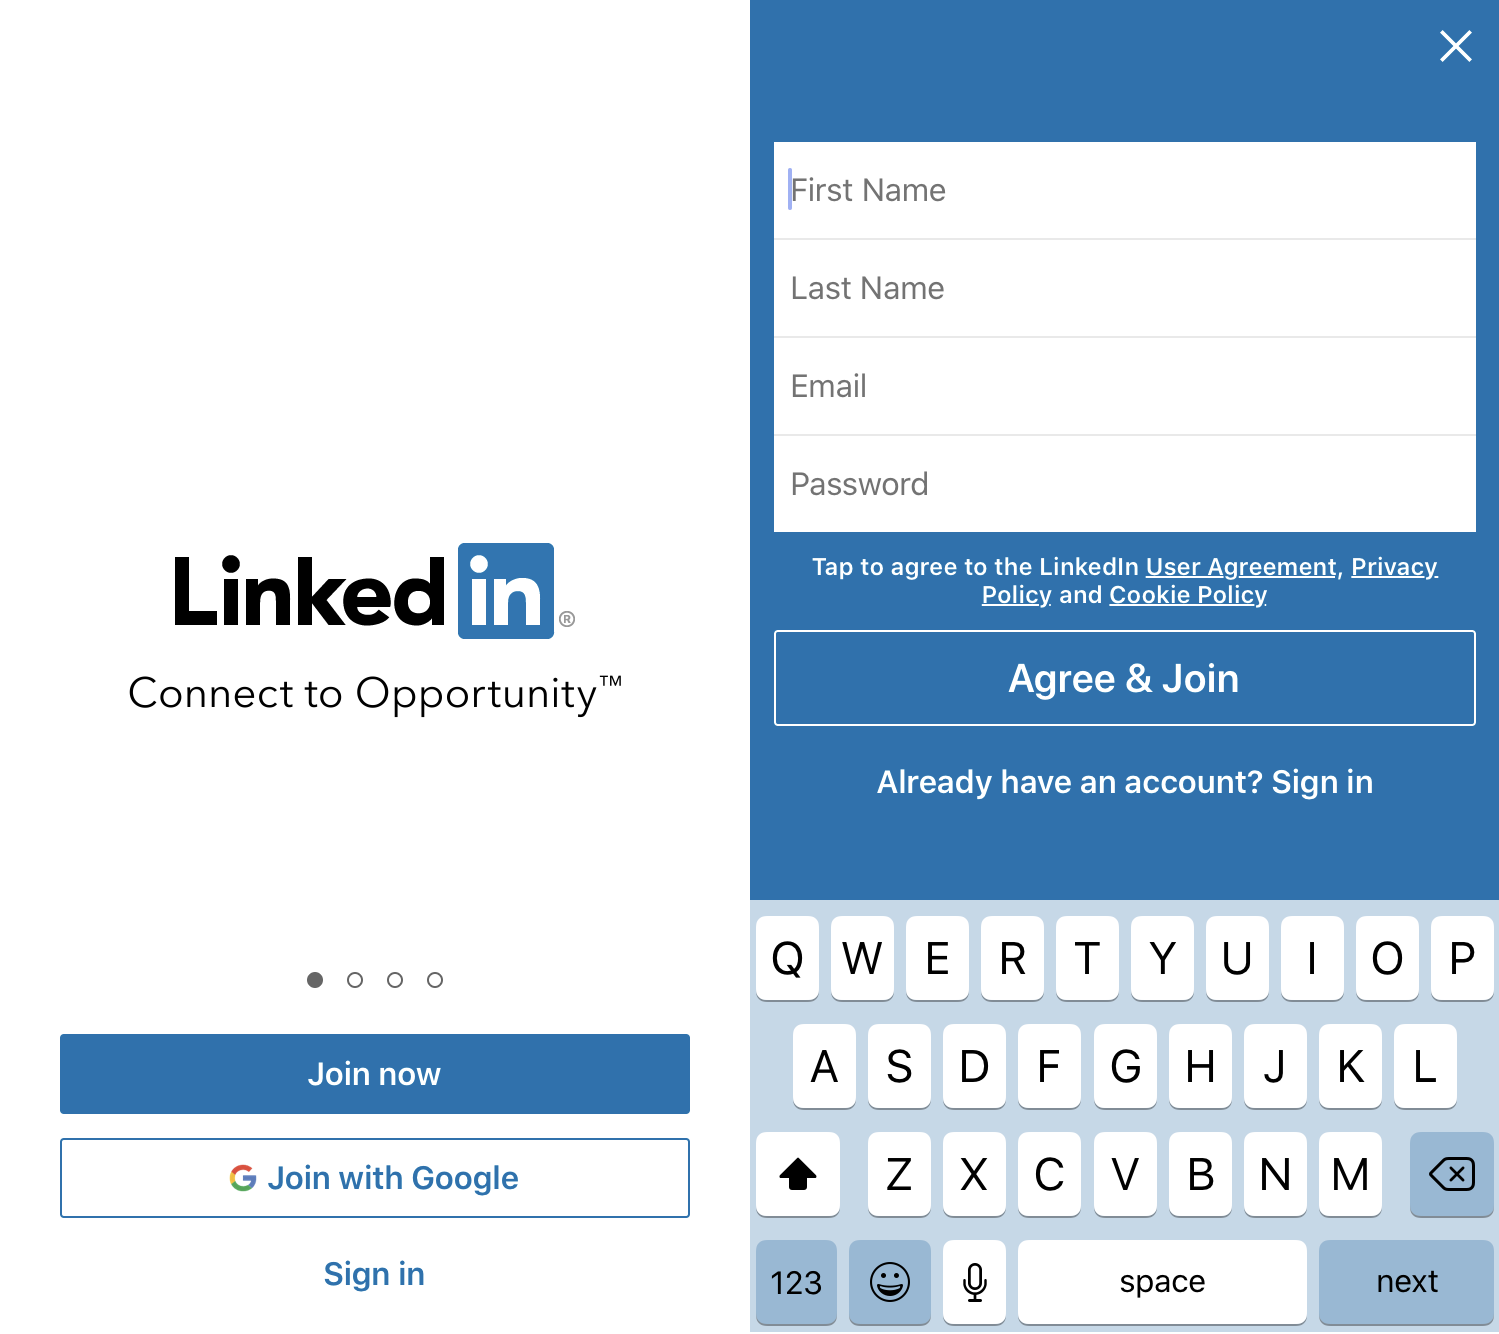 Linked in ®
Connect to Opportunity™
Join now
Join with Google
Sign in
First Name
Last Name
Email
Password
Tap to agree to the LinkedIn User Agreement, Privacy
Policy and Cookie Policy
Agree & Join
Already have an account? Sign in
Q W E R T Y U I O P
A S D F G H J K L
Z X C V B N M
123 space next